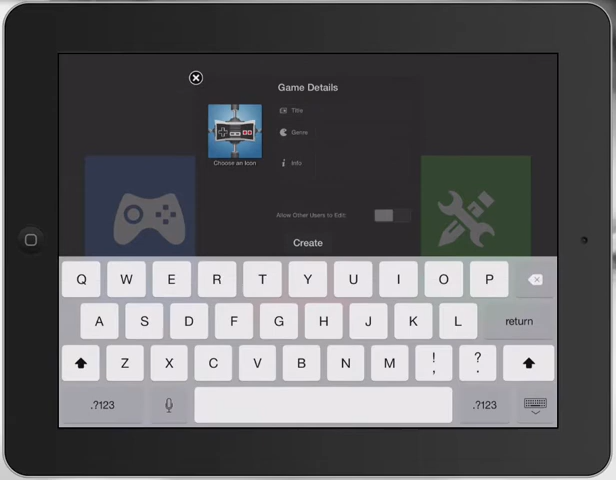 Game Details
Title
Genre
Choose an Icon
Info
Allow Other Users to Edit:
Create
Q W E R T Y U I O P
A S D F G H J K L return
Z X C V B N M ! , ? .
.?123 .?123